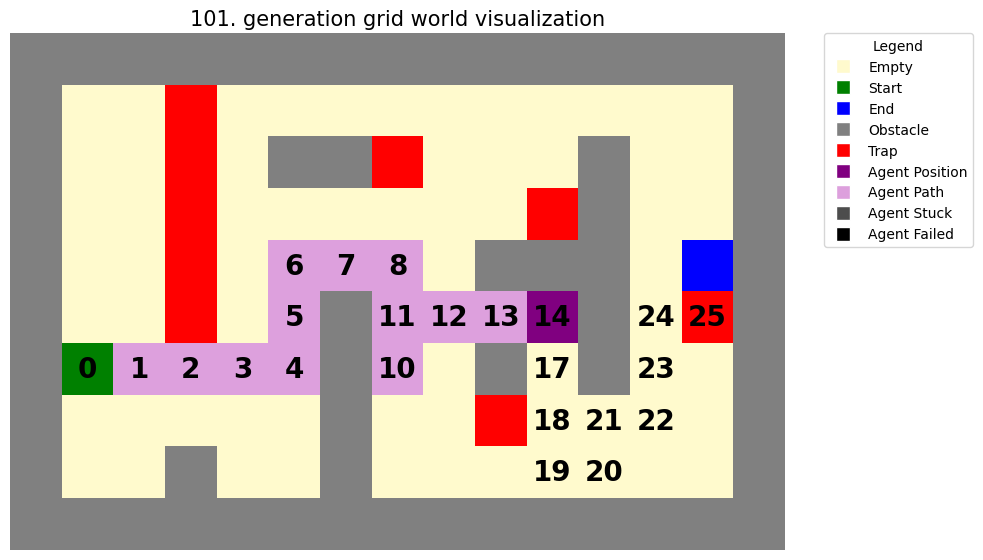 101. generation grid world visualization
Legend
Empty
Start
End
Obstacle
Trap
Agent Position
Agent Path
Agent Stuck
Agent Failed
6 7 8
5 11 12 13 14 24 25
0 1 2 3 4 10 17 23
18 21 22
19 20